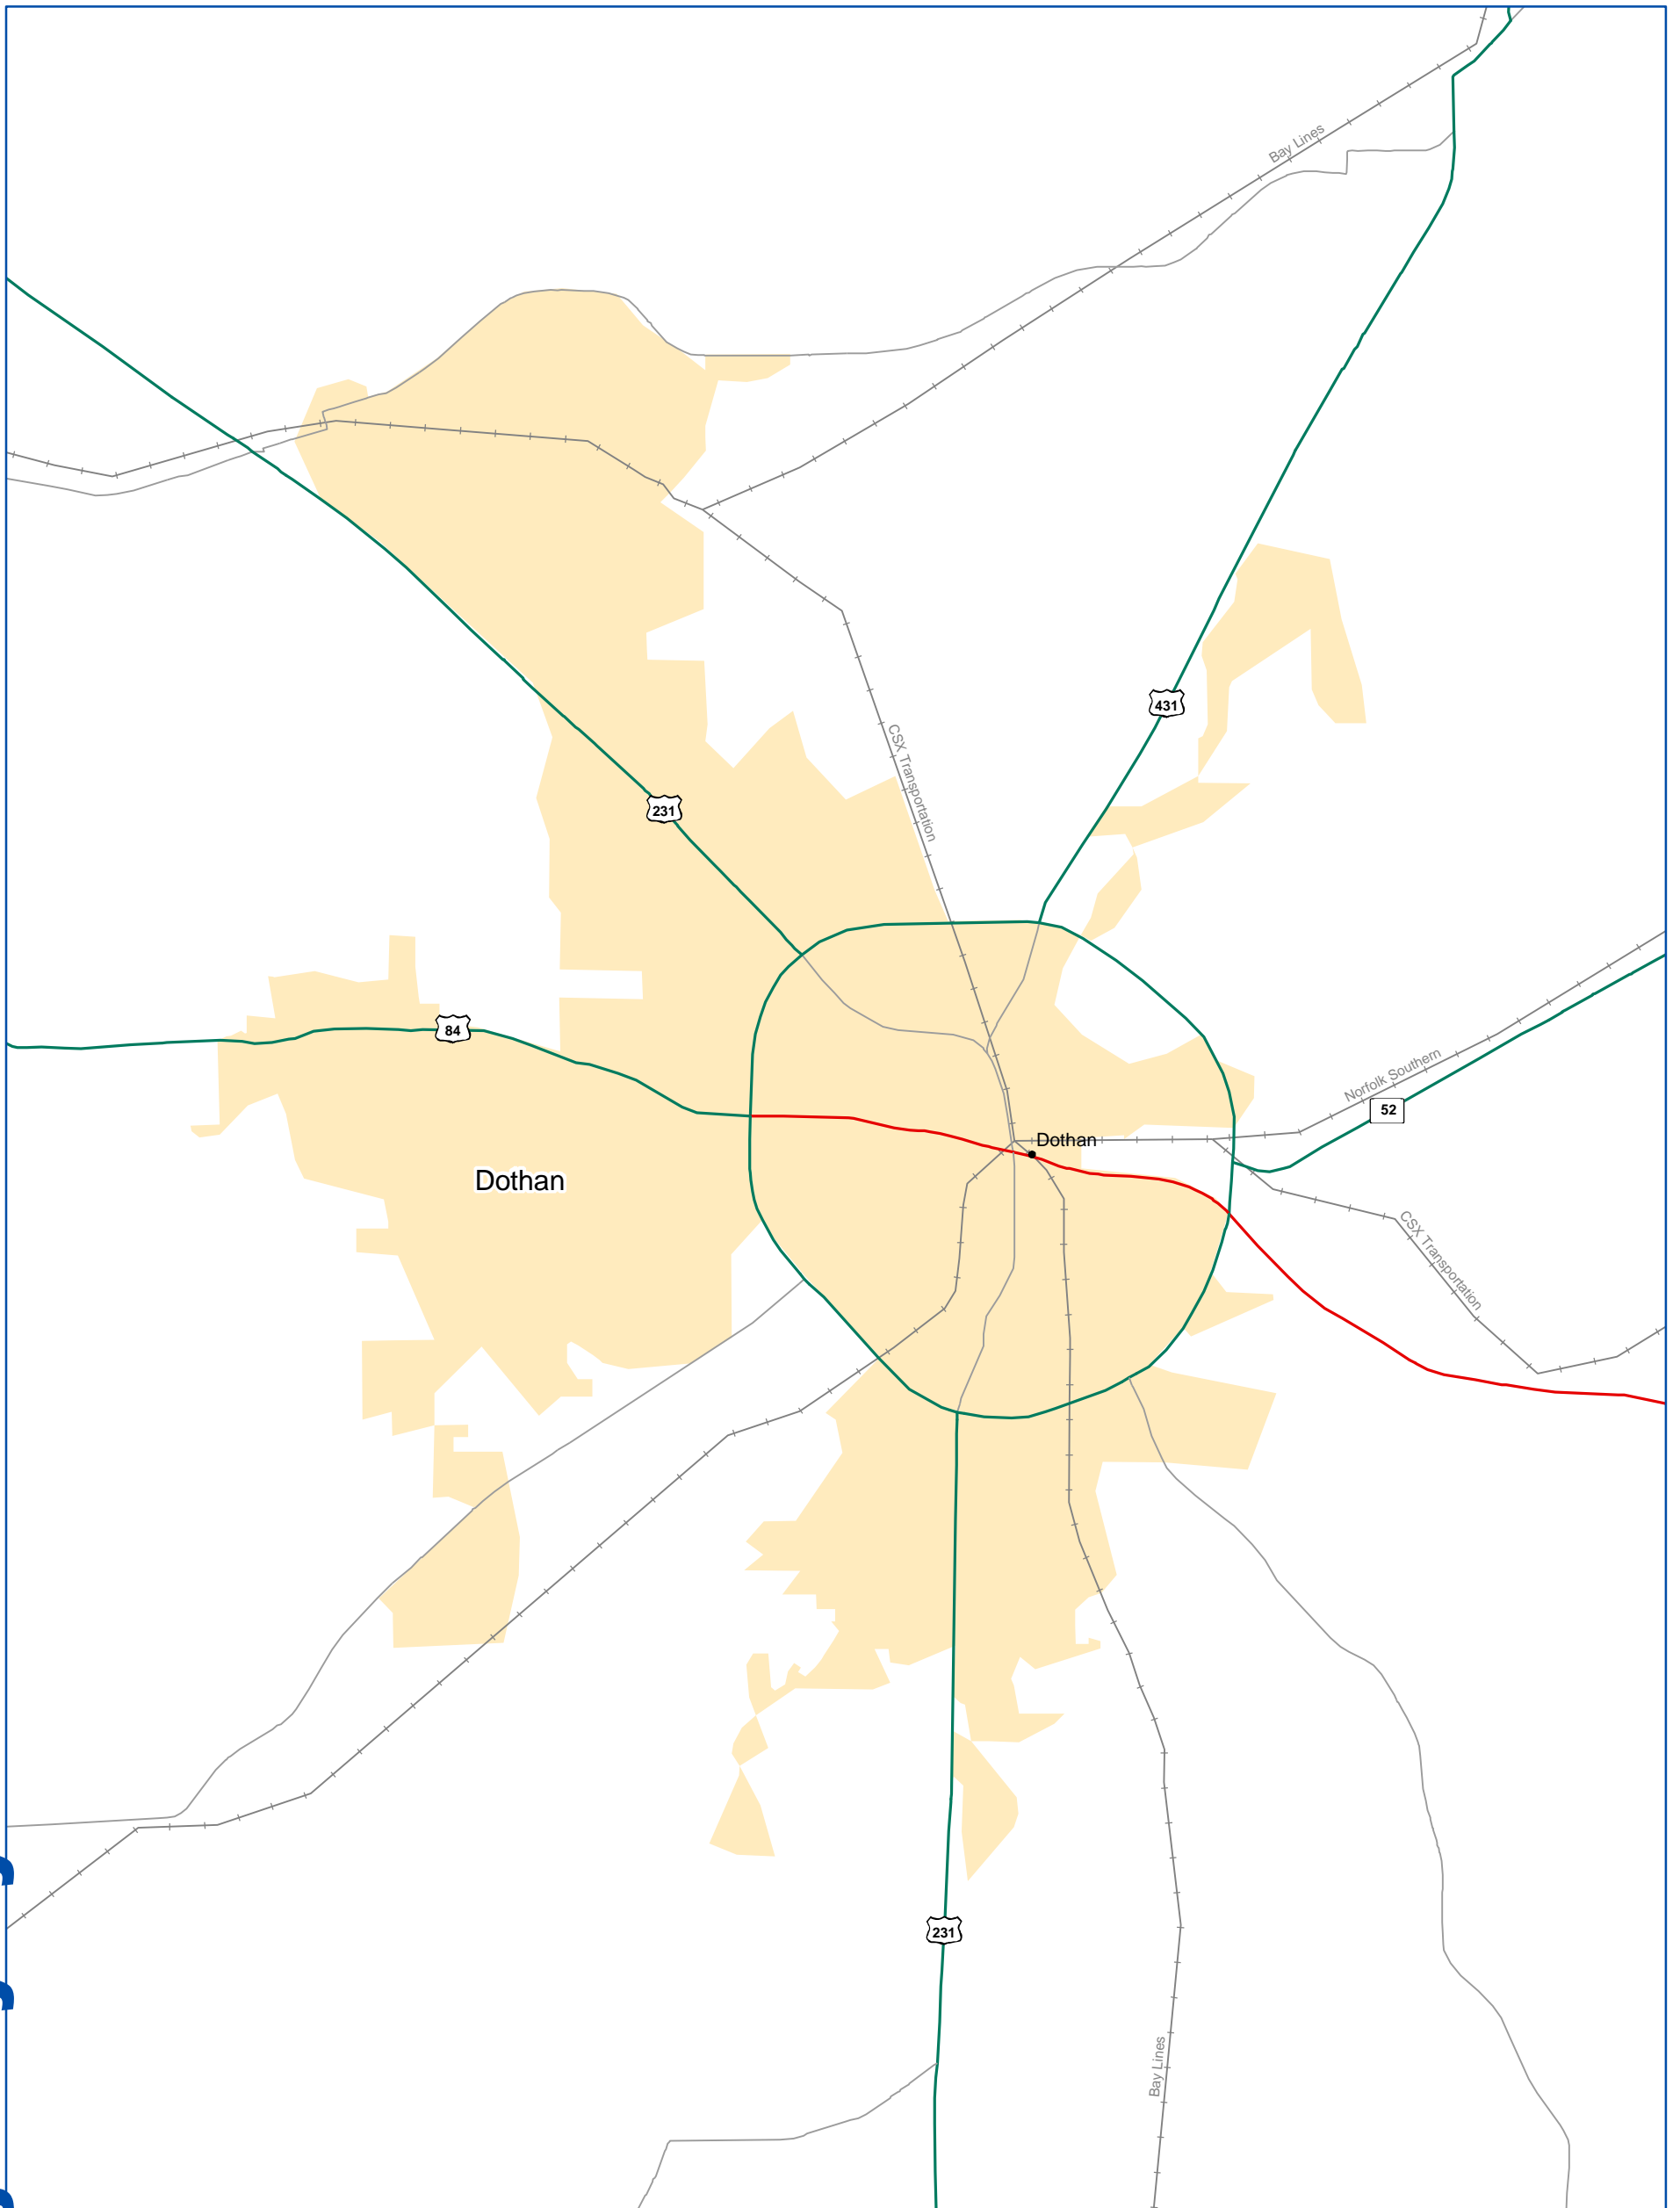 Bay Lines
431
CSX Transportation
231
84
Norfolk Southern
52
Dothan
Dothan
CSX Transportation
231
Bay Lines